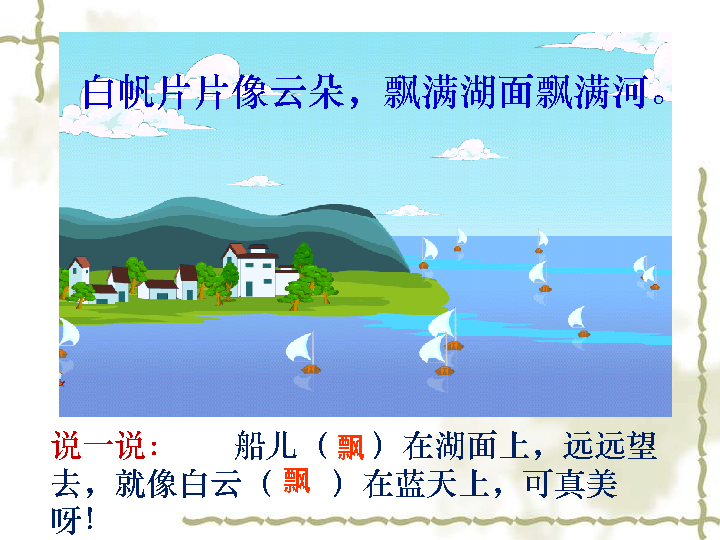 白帆片片像云朵，飘满湖面飘满河。
说一说： 船儿（飘）在湖面上，远远望
去，就像白云（飘 ）在蓝天上，可真美
呀！